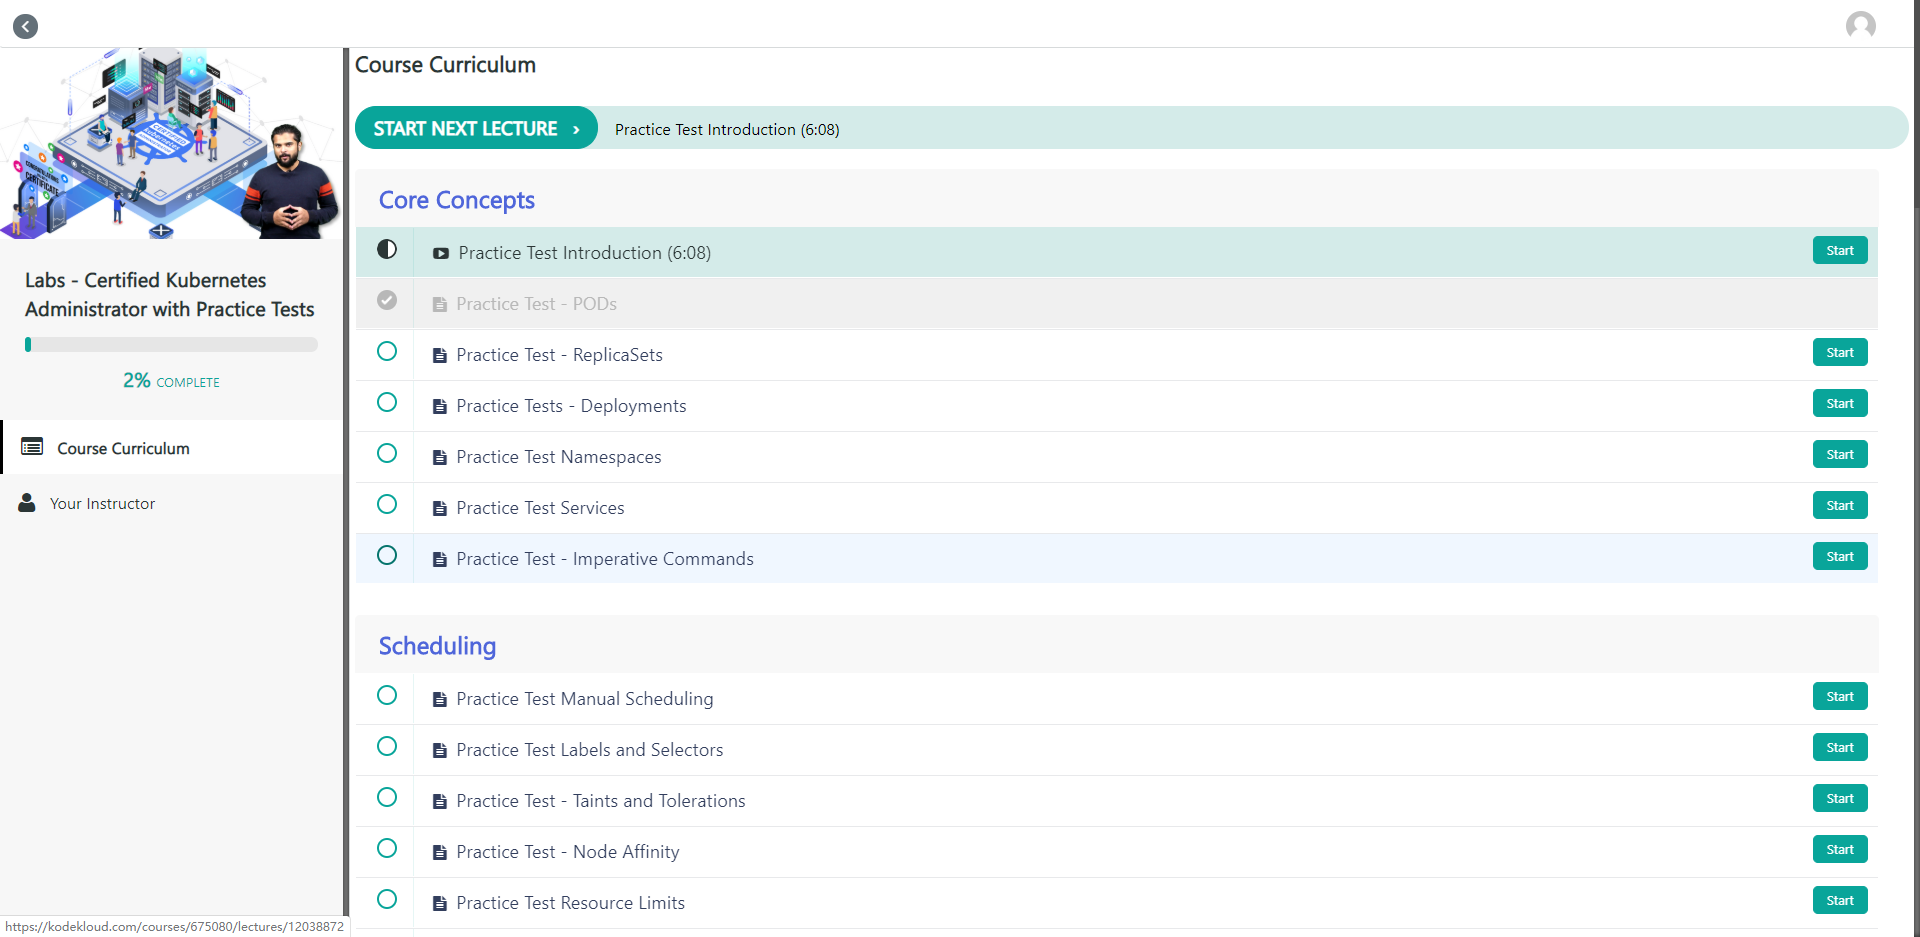 Course Curriculum
START NEXT LECTURE › Practice Test Introduction (6:08)
CERTIFIED
kubernetes
CERTIFICATE
Labs - Certified Kubernetes
Administrator with Practice Tests
2% COMPLETE
Course Curriculum
Your Instructor
Core Concepts
Practice Test Introduction (6:08) Start
Practice Test - PODs
Practice Test - ReplicaSets Start
Practice Tests - Deployments Start
Practice Test Namespaces Start
Practice Test Services Start
Practice Test - Imperative Commands Start
Scheduling
Practice Test Manual Scheduling Start
Practice Test Labels and Selectors Start
Practice Test - Taints and Tolerations Start
Practice Test - Node Affinity Start
Practice Test Resource Limits Start
https://kodekloud.com/courses/675080/lectures/12038872